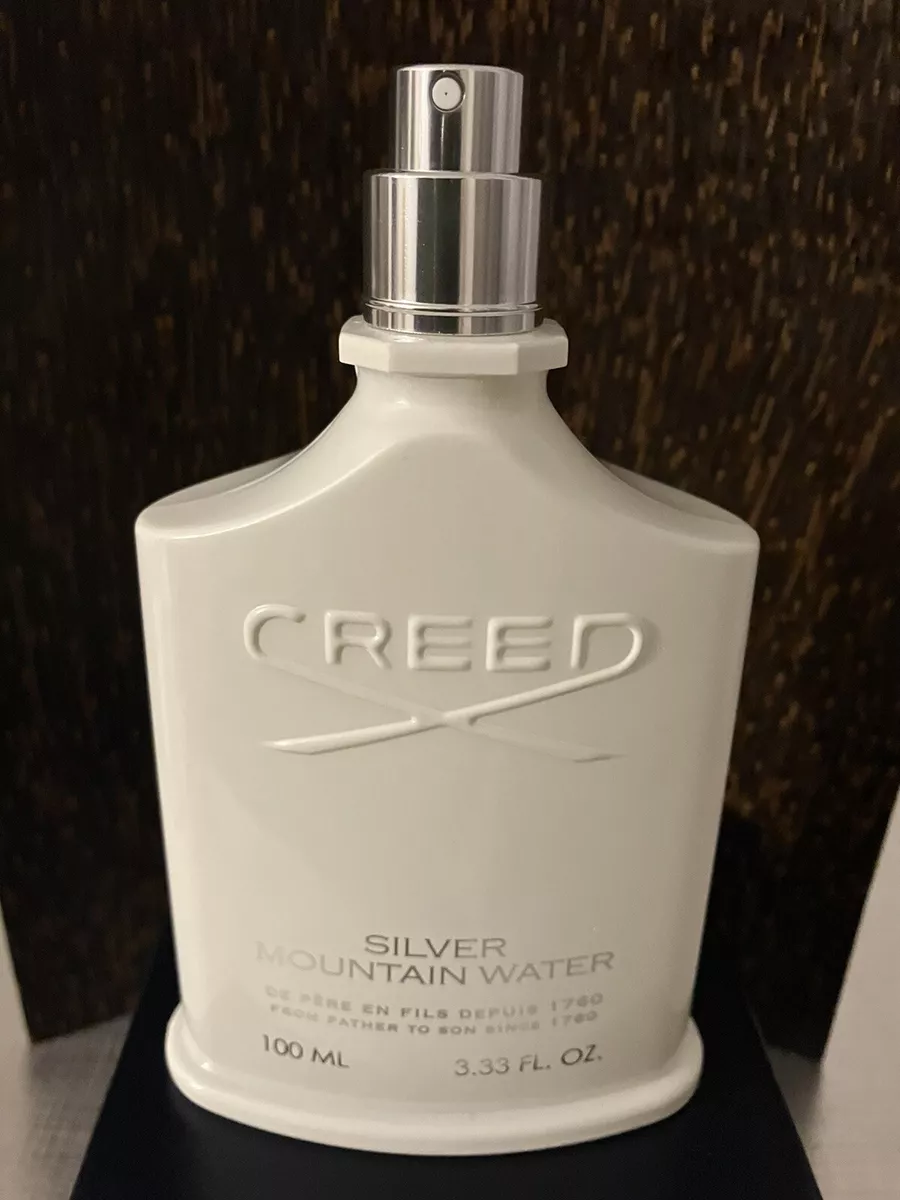 CREED
SILVER
MOUNTAIN WATER
DE PÈRE EN FILS DEPUIS 1760
FROM FATHER TO SON SINCE 1760
100 ML
3.33 FL. OZ.